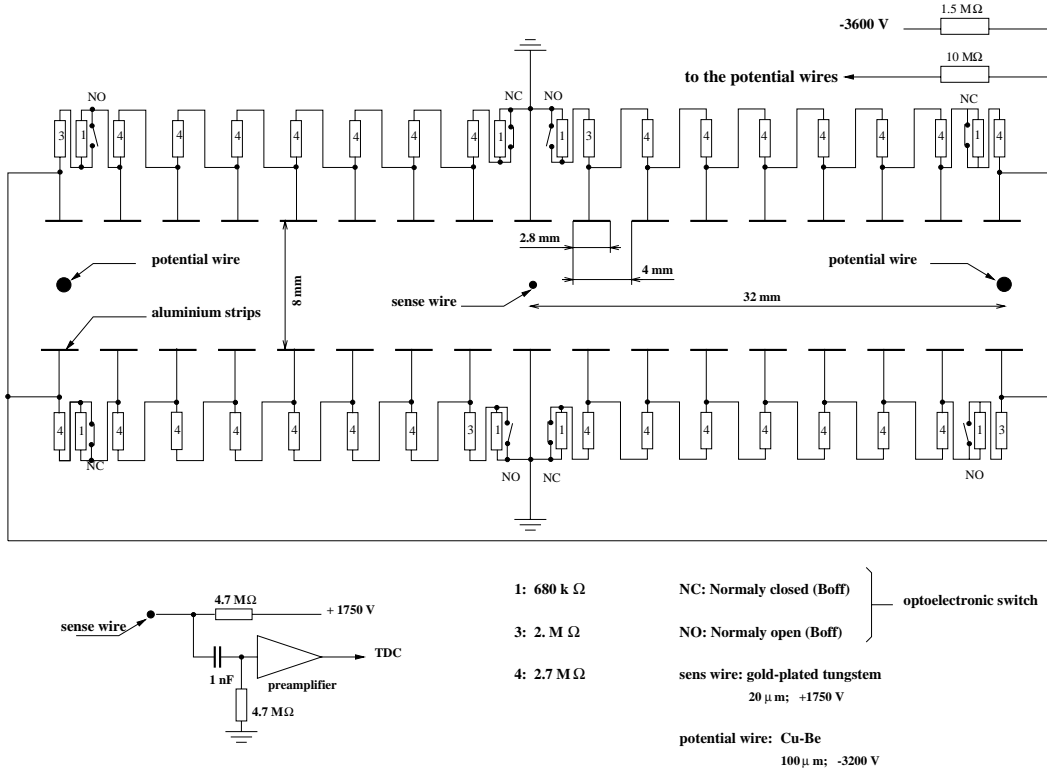 1.5 MΩ
-3600 V
10 MΩ
to the potential wires
NO
NC
NO
NC
3 1 4 4 4 4 4 4 1 1 3 4 4 4 4 4 1 4
2.8 mm
potential wire
4 mm
potential wire
8 mm
sense wire
32 mm
aluminium strips
4 1 4 4 4 4 4 3 1 1 4 4 4 4 4 4 1 3
NC
NO
NC
NO
1: 680 k Ω
NC: Normaly closed (Boff)
optoelectronic switch
3: 2. M Ω
NO: Normaly open (Boff)
4: 2.7 M Ω
sens wire: gold-plated tungstem
20 μ m; +1750 V
potential wire: Cu-Be
100 μ m; -3200 V
4.7 MΩ
+ 1750 V
sense wire
TDC
1 nF
preamplifier
4.7 MΩ